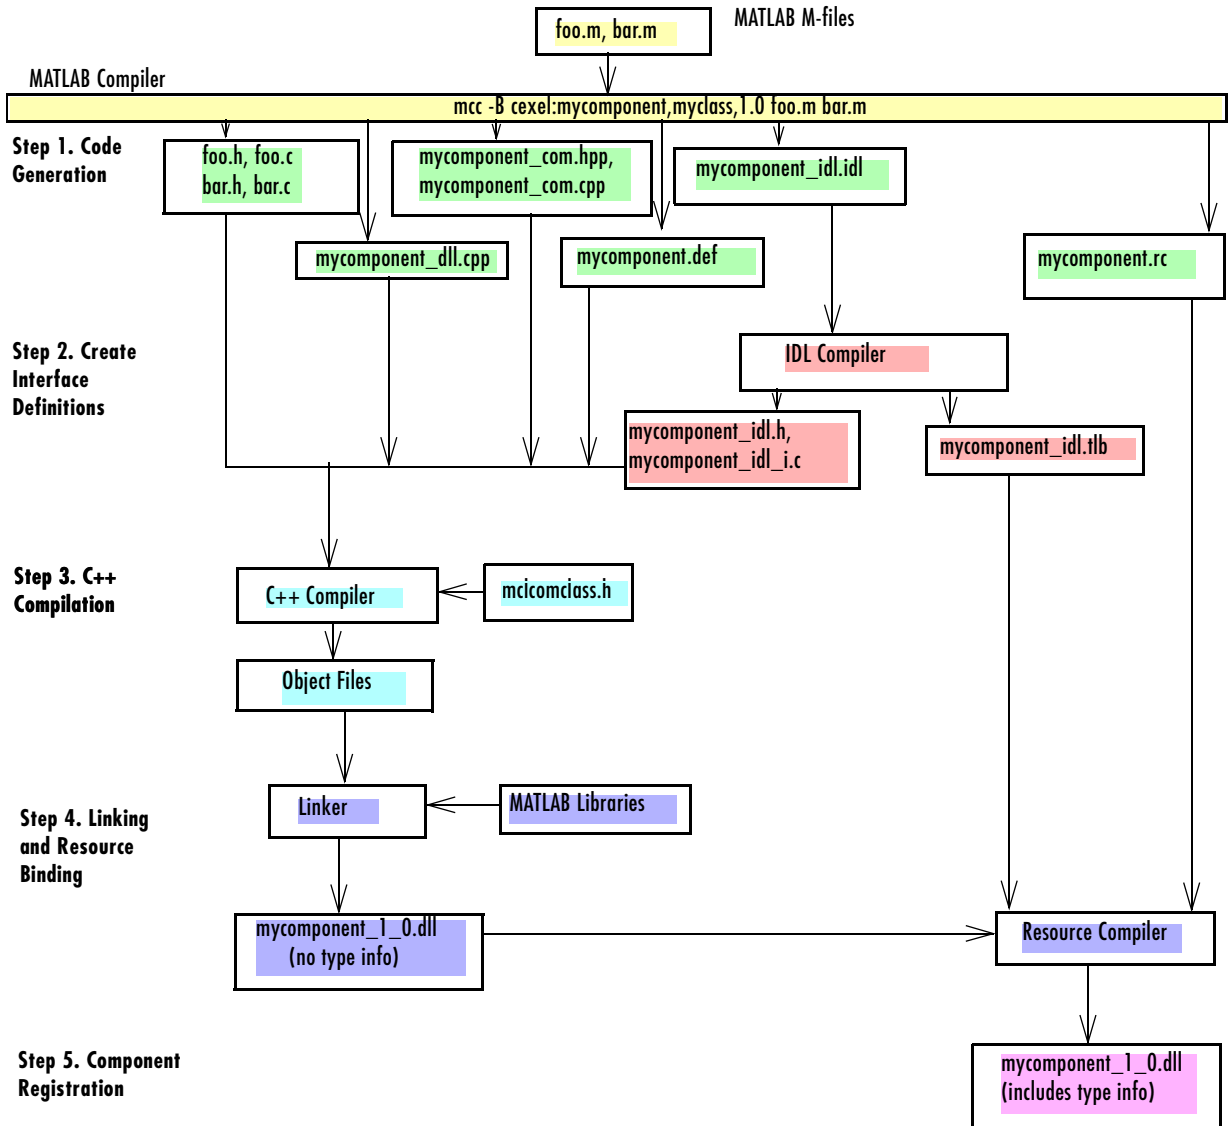 MATLAB M-files
foo.m, bar.m
MATLAB Compiler
mcc -B cexel:mycomponent,myclass,1.0 foo.m bar.m
Step 1. Code
Generation
foo.h, foo.c
bar.h, bar.c
mycomponent_com.hpp,
mycomponent_com.cpp
mycomponent_idl.idl
mycomponent_dll.cpp
mycomponent.def
mycomponent.rc
Step 2. Create
Interface
Definitions
IDL Compiler
mycomponent_idl.h,
mycomponent_idl_i.c
mycomponent_idl.tlb
Step 3. C++
Compilation
C++ Compiler
mcicomclass.h
Object Files
Step 4. Linking
and Resource
Binding
Linker
MATLAB Libraries
mycomponent_1_0.dll
(no type info)
Resource Compiler
Step 5. Component
Registration
mycomponent_1_0.dll
(includes type info)